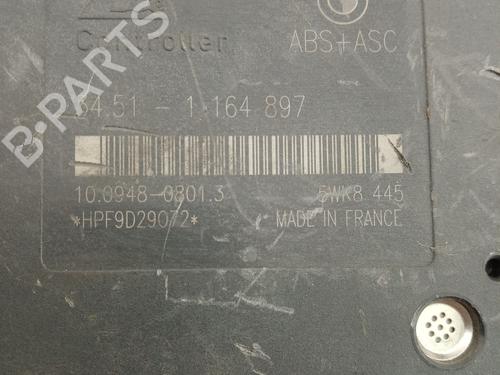 Controller ABS+ASC
34.51 - 1 164 897
10.0948-0801.3 5WK8 445
*HPF9D29072* MADE IN FRANCE
B-PARTS